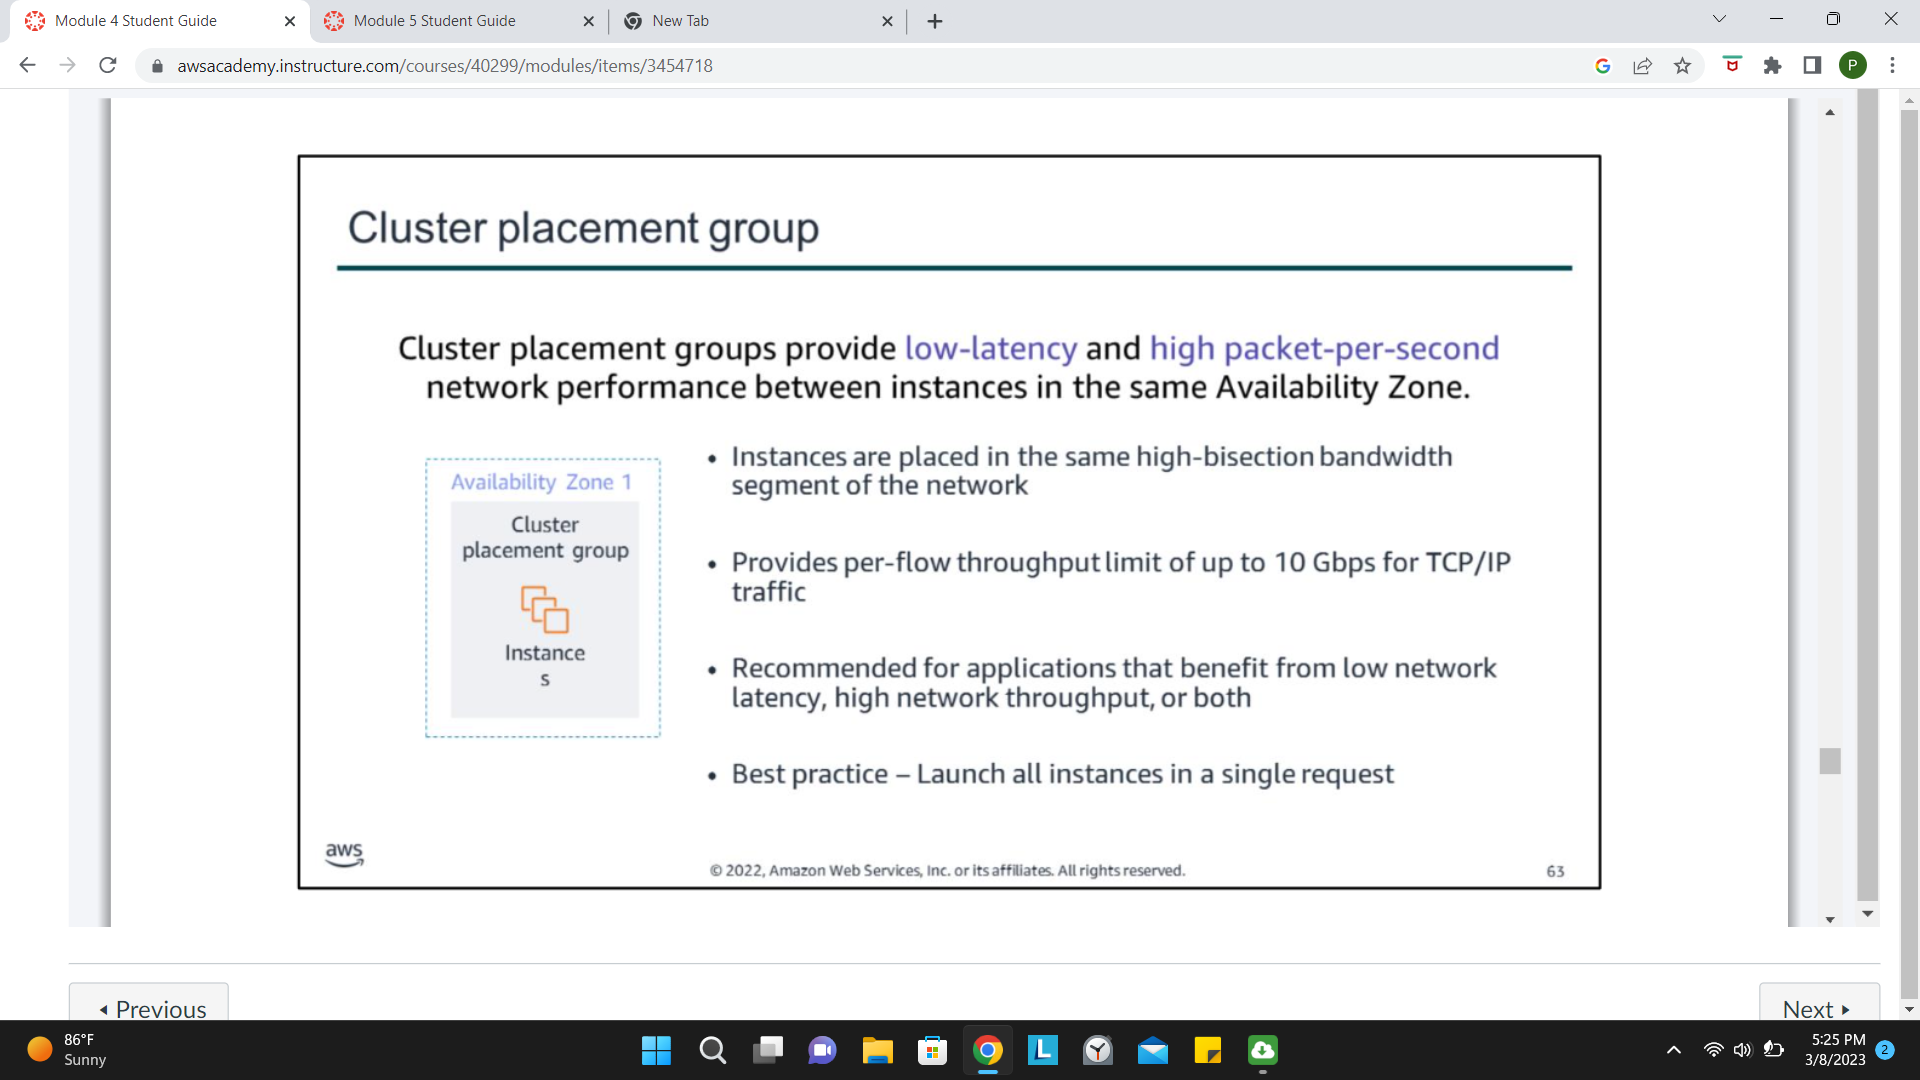 Module 4 Student Guide
Module 5 Student Guide
New Tab
awsacademy.instructure.com/courses/40299/modules/items/3454718
P
Cluster placement group
Cluster placement groups provide low-latency and high packet-per-second
network performance between instances in the same Availability Zone.
Availability Zone 1
Cluster
placement group
Instance
s
• Instances are placed in the same high-bisection bandwidth
segment of the network
• Provides per-flow throughput limit of up to 10 Gbps for TCP/IP
traffic
• Recommended for applications that benefit from low network
latency, high network throughput, or both
• Best practice – Launch all instances in a single request
aws
© 2022, Amazon Web Services, Inc. or its affiliates. All rights reserved.
63
Previous
Next
86°F
Sunny
L
5:25 PM
3/8/2023
2